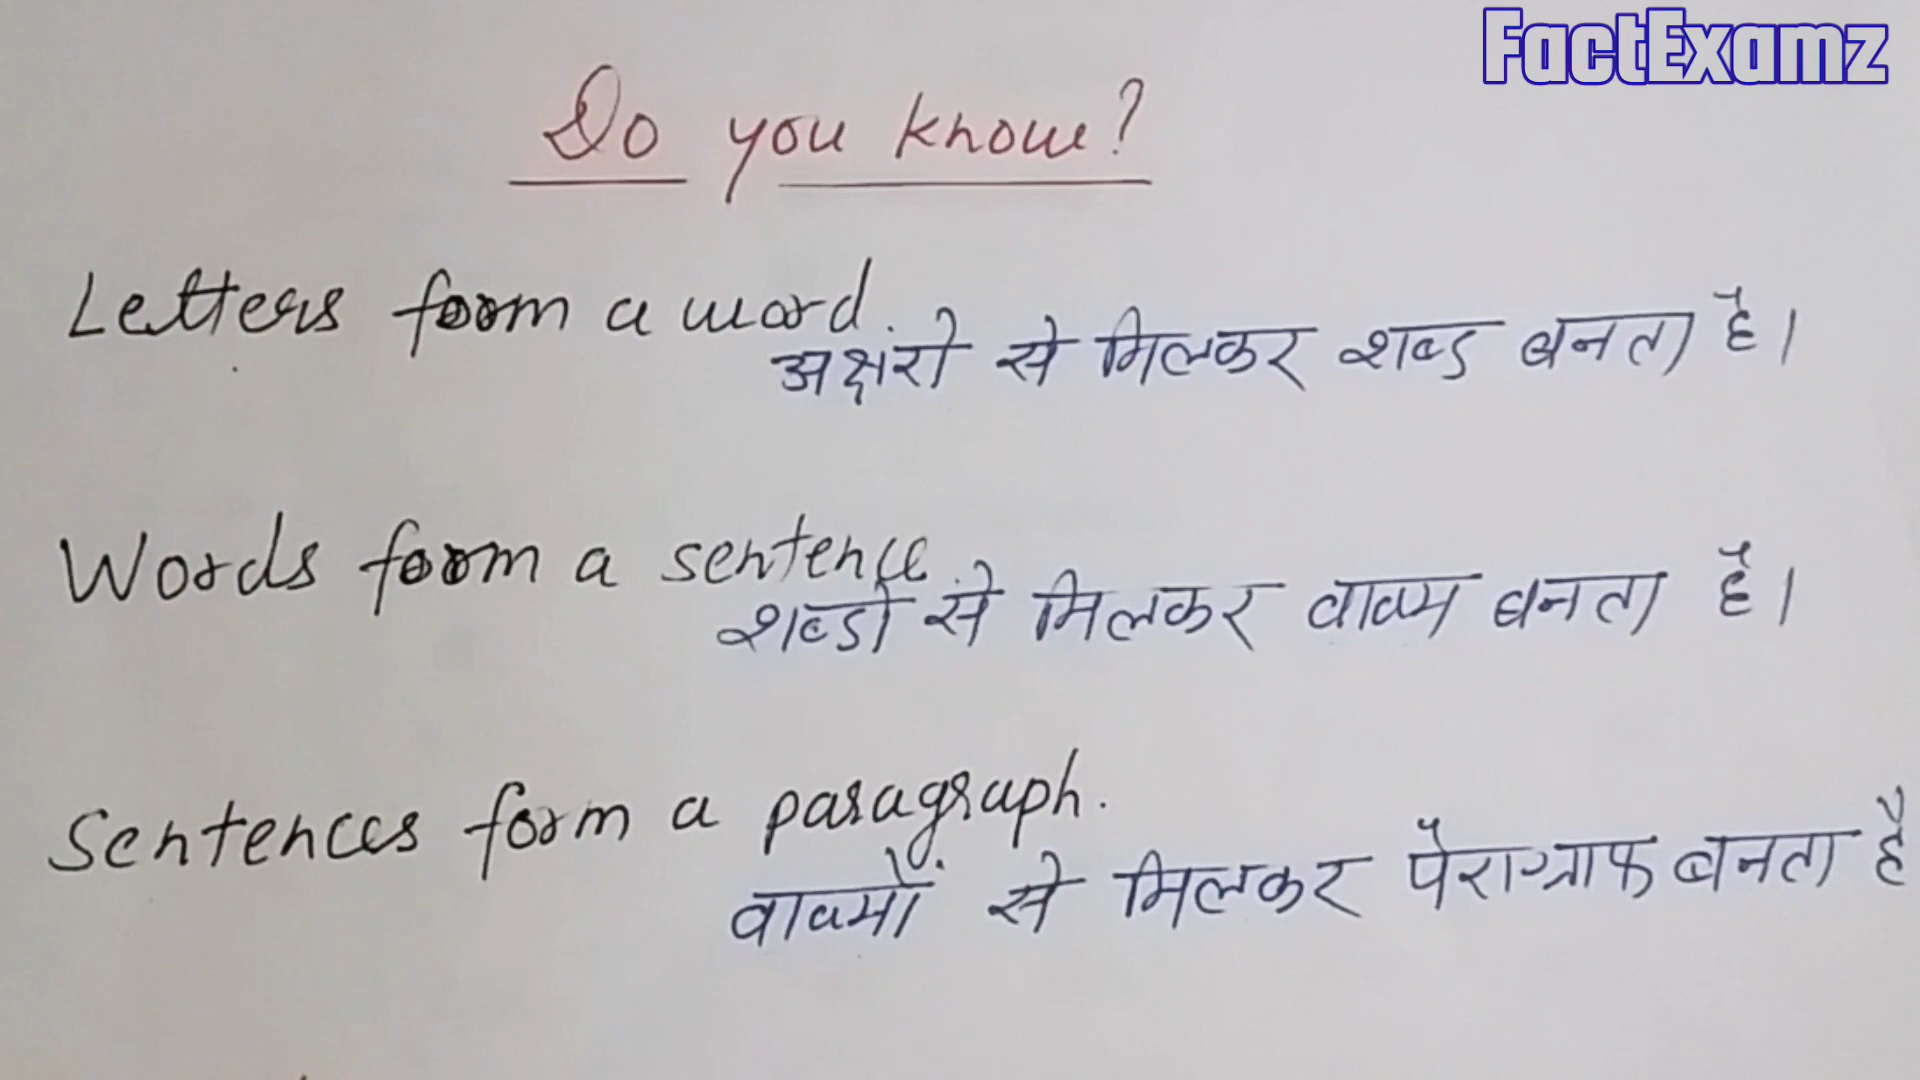 FactExamz
Do you know?
Letters form a word.
अक्षरो से मिलकर शब्द बनता है।
Words form a sentence.
शब्दो से मिलकर वाक्य बनता है।
Sentences form a paragraph.
वाक्यों से मिलकर पैराग्राफ बनता है